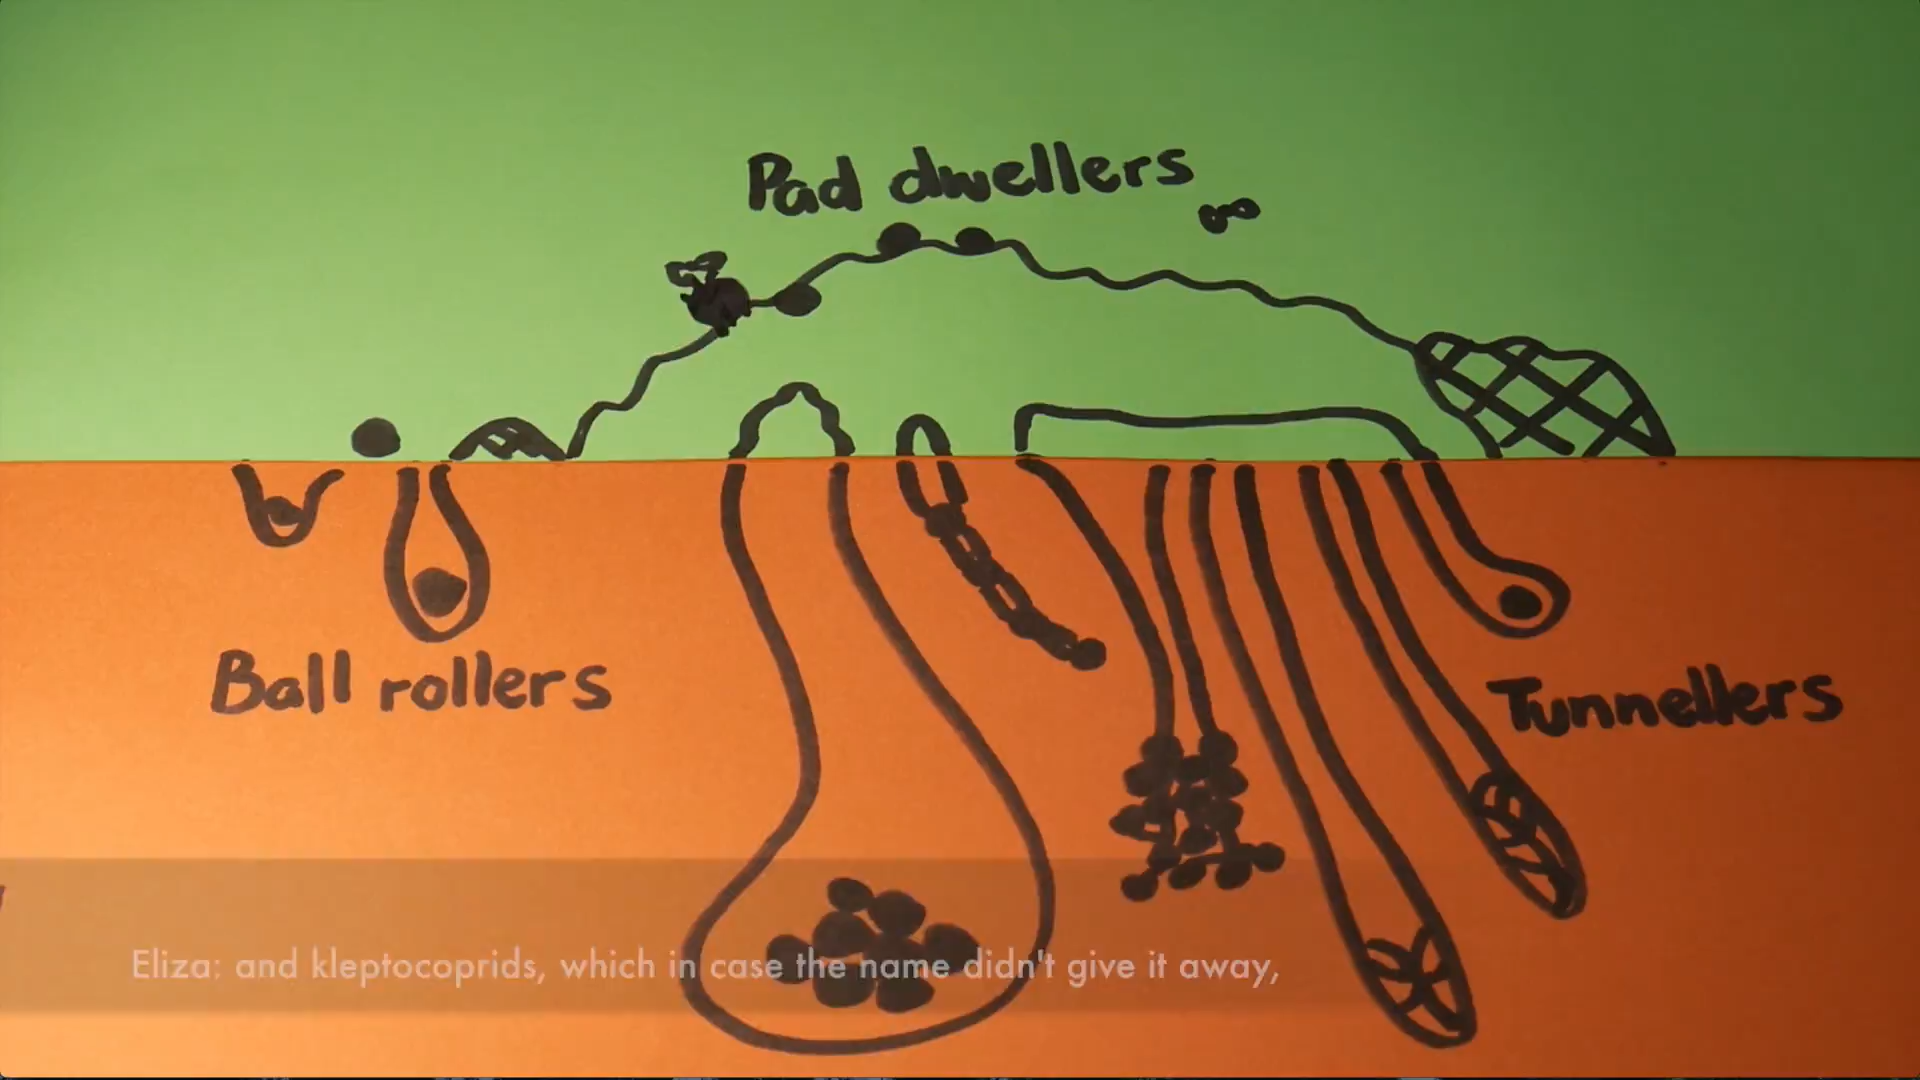 Pad dwellers
Ball rollers
Tunnellers
Eliza: and kleptocoprids, which in case the name didn't give it away,